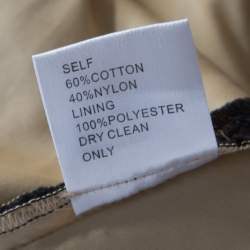 SELF
60%COTTON
40%NYLON
LINING
100%POLYESTER
DRY CLEAN
ONLY